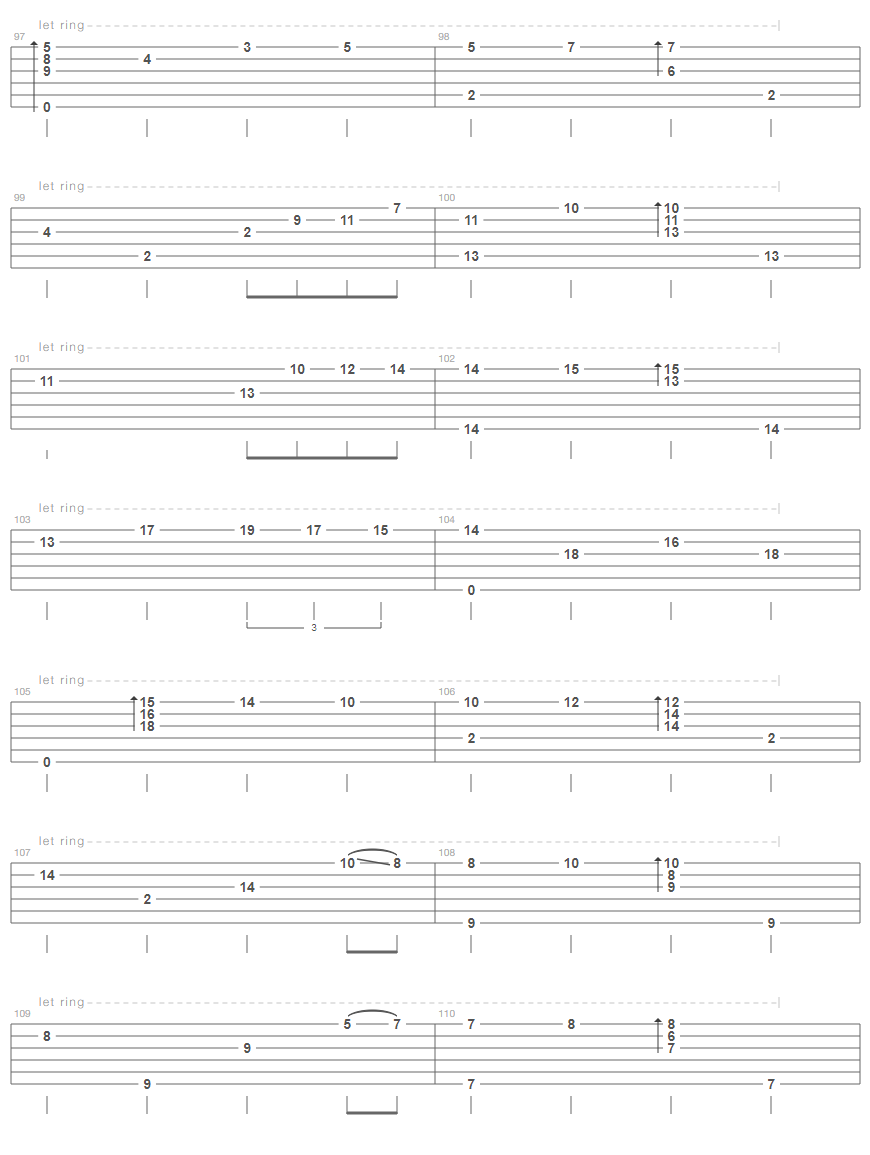 let ring
97 98
5 3 5 5 7 7
8 4
9 6
2 2
0
let ring
99 100
7 10 10
9 11 11 11
4 2 13
2 13 13
let ring
101 102
10 12 14 14 15 15
11 13
13
14 14
let ring
103 104
17 19 17 15 14
13 16
18 18
0
3
let ring
105 106
15 14 10 10 12 12
16 14
18 14
2 2
0
let ring
107 108
10 8 8 10 10
14 8
14 9
2
9 9
let ring
109 110
5 7 7 8 8
8 6
9 7
9 7 7